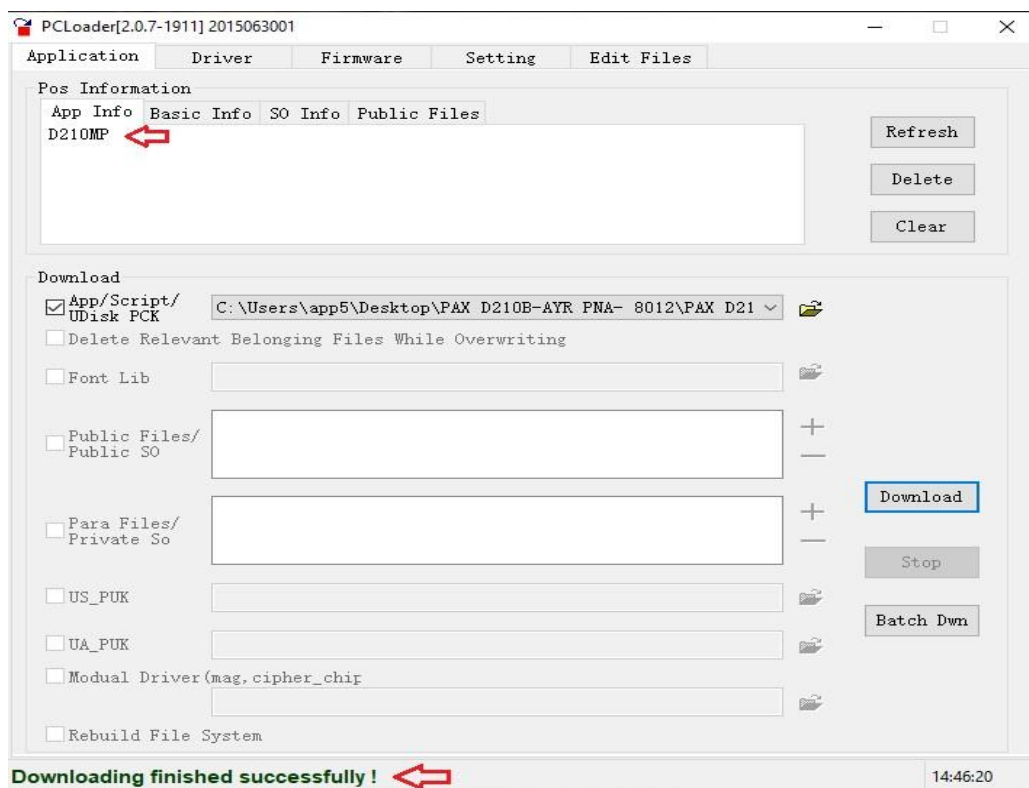 PCLoader[2.0.7-1911] 2015063001
Application Driver Firmware Setting Edit Files
Pos Information
App Info Basic Info SO Info Public Files
D210MP
Refresh
Delete
Clear
Download
App/Script/
UDisk PCK
C:\Users\app5\Desktop\PAX D210B-AYR PNA- 8012\PAX D21
Delete Relevant Belonging Files While Overwriting
Font Lib
Public Files/
Public SO
Download
Para Files/
Private So
Stop
US_PUK
Batch Dwn
UA_PUK
Modual Driver(mag,cipher_chip
Rebuild File System
Downloading finished successfully !
14:46:20